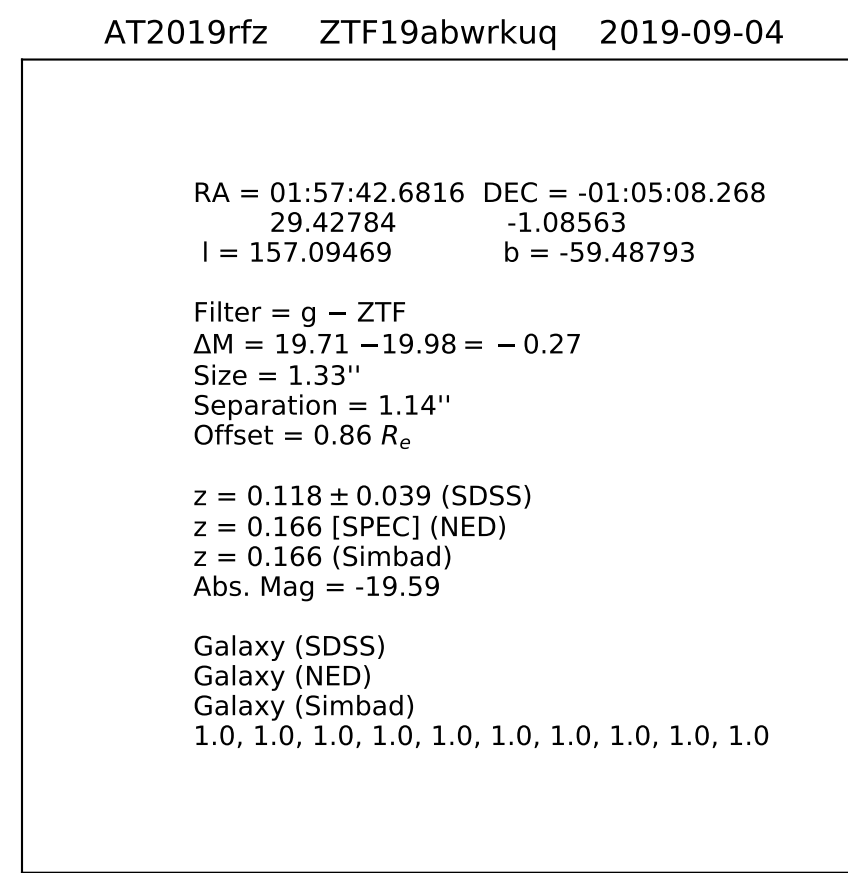 AT2019rfz ZTF19abwrkuq 2019-09-04
RA = 01:57:42.6816 DEC = -01:05:08.268
29.42784 -1.08563
l = 157.09469 b = -59.48793
Filter = g − ZTF
ΔM = 19.71 −19.98 = − 0.27
Size = 1.33''
Separation = 1.14''
Offset = 0.86 Rₑ
z = 0.118 ± 0.039 (SDSS)
z = 0.166 [SPEC] (NED)
z = 0.166 (Simbad)
Abs. Mag = -19.59
Galaxy (SDSS)
Galaxy (NED)
Galaxy (Simbad)
1.0, 1.0, 1.0, 1.0, 1.0, 1.0, 1.0, 1.0, 1.0, 1.0